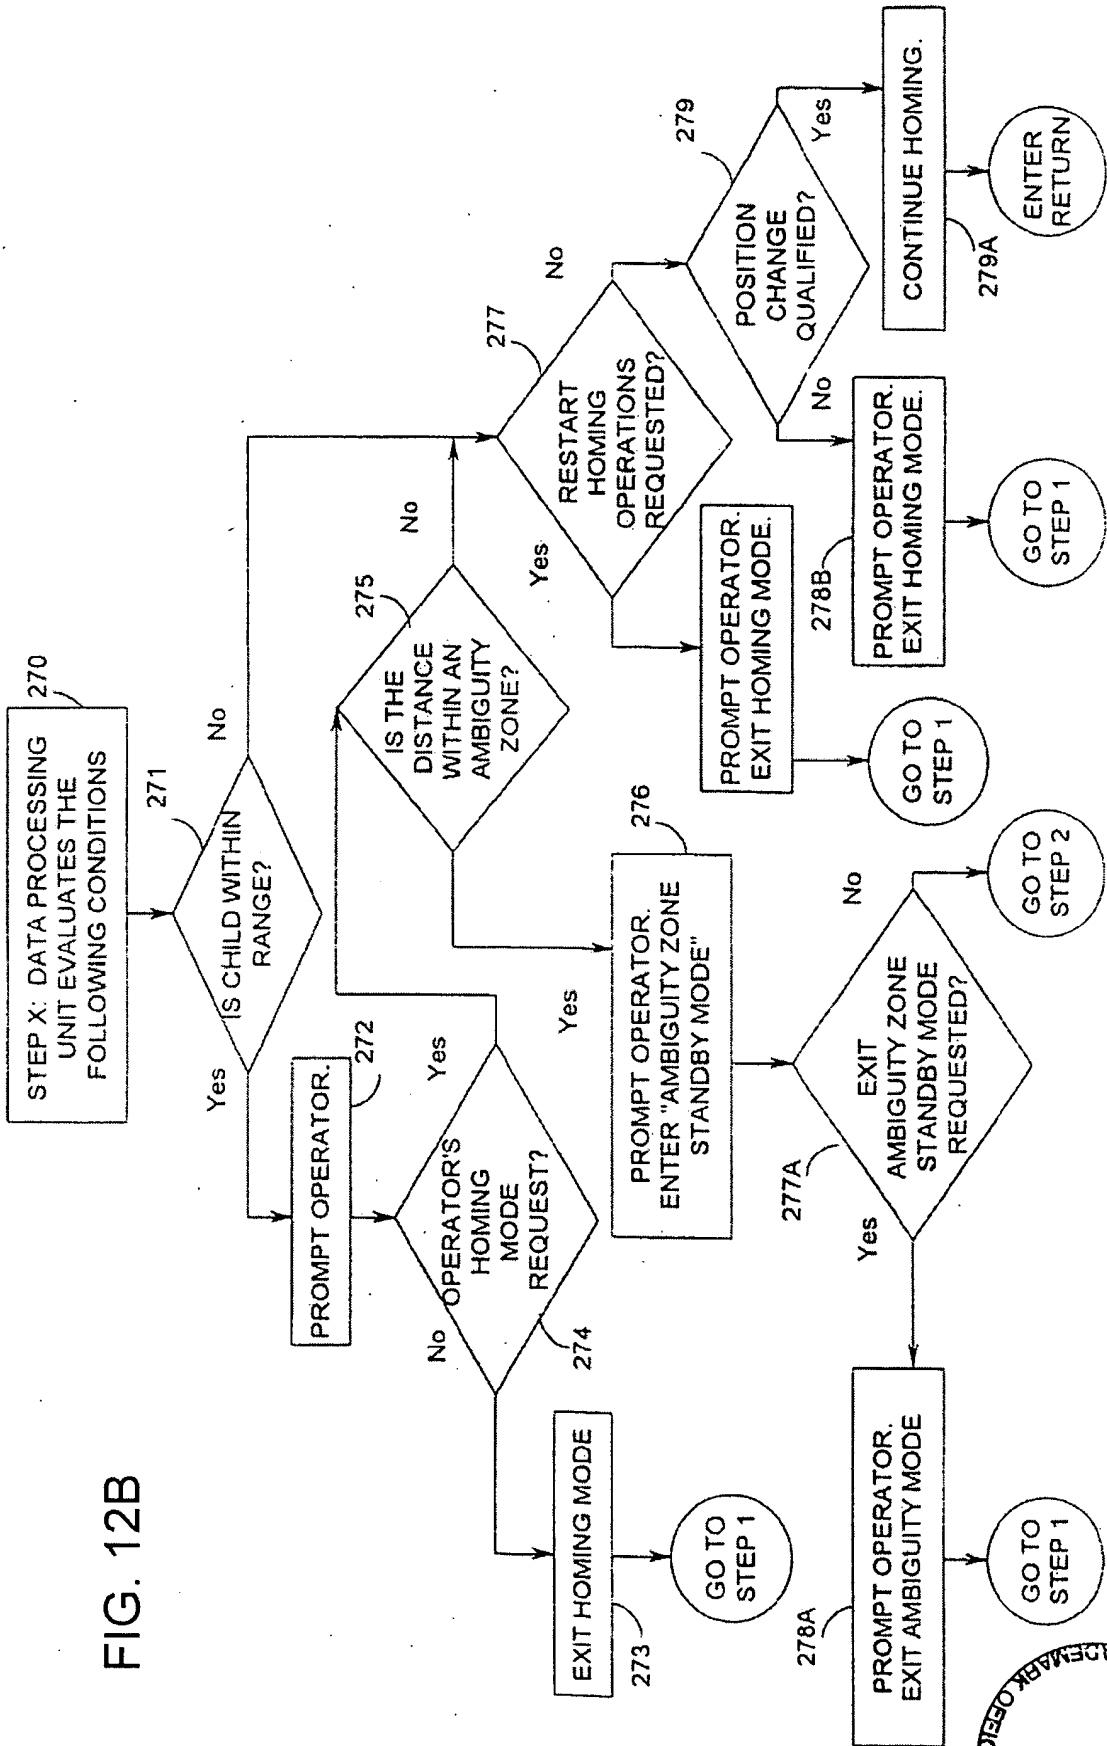 FIG. 12B
STEP X: DATA PROCESSING
UNIT EVALUATES THE
FOLLOWING CONDITIONS
270
271
IS CHILD WITHIN
RANGE?
Yes
No
PROMPT OPERATOR.
272
OPERATOR'S
HOMING
MODE
REQUEST?
No
Yes
274
EXIT HOMING MODE
273
GO TO
STEP 1
275
IS THE
DISTANCE
WITHIN AN
AMBIGUITY
ZONE?
No
Yes
PROMPT OPERATOR.
ENTER "AMBIGUITY ZONE
STANDBY MODE"
276
EXIT
AMBIGUITY ZONE
STANDBY MODE
REQUESTED?
277A
Yes
No
PROMPT OPERATOR.
EXIT AMBIGUITY MODE
278A
GO TO
STEP 1
GO TO
STEP 2
277
RESTART
HOMING
OPERATIONS
REQUESTED?
Yes
No
PROMPT OPERATOR.
EXIT HOMING MODE.
GO TO
STEP 1
279
POSITION
CHANGE
QUALIFIED?
No
Yes
PROMPT OPERATOR.
EXIT HOMING MODE.
278B
GO TO
STEP 1
CONTINUE HOMING.
279A
ENTER
RETURN